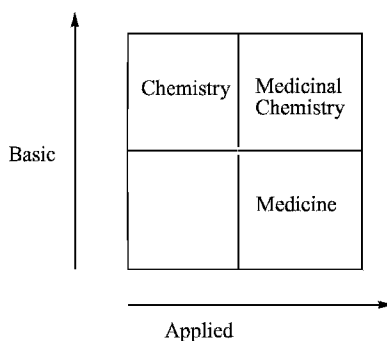 Chemistry
Medicinal
Chemistry
Basic
Medicine
Applied